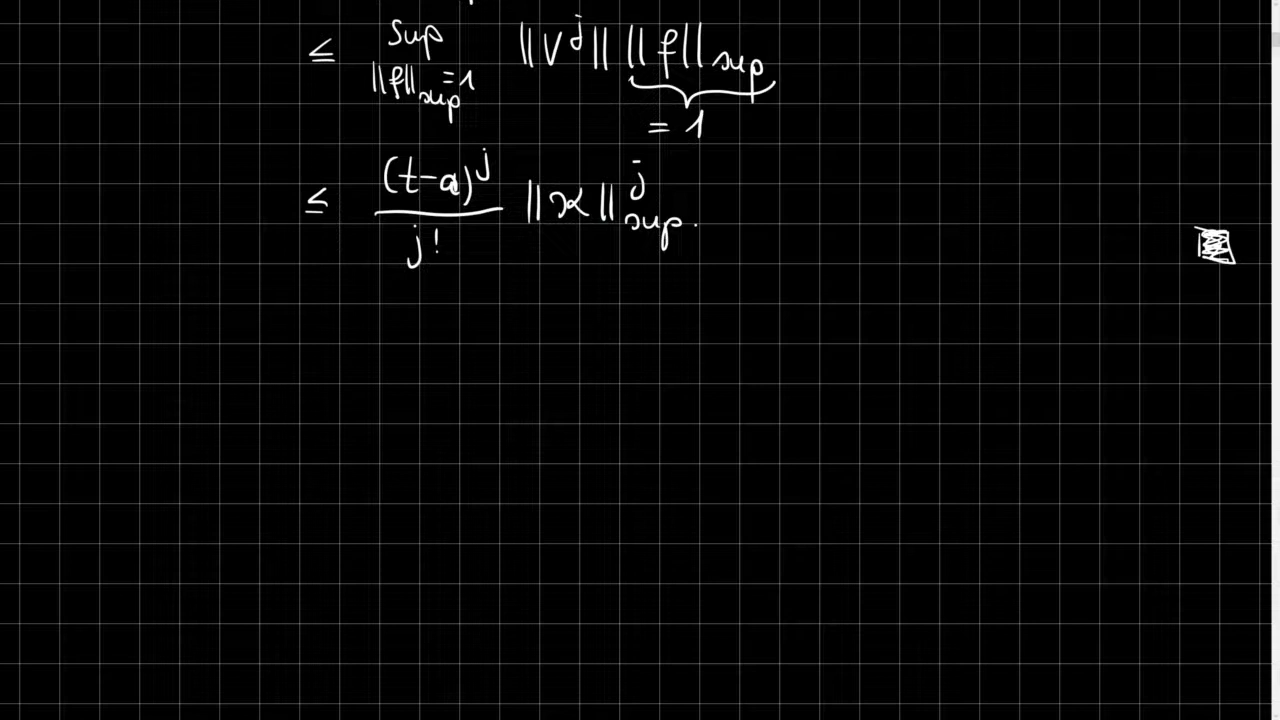 ≤ sup ‖V^j‖ ‖f‖_sup
‖f‖_sup = 1
= 1
≤ (t-a)^j / j! ‖ϰ‖^j_sup.